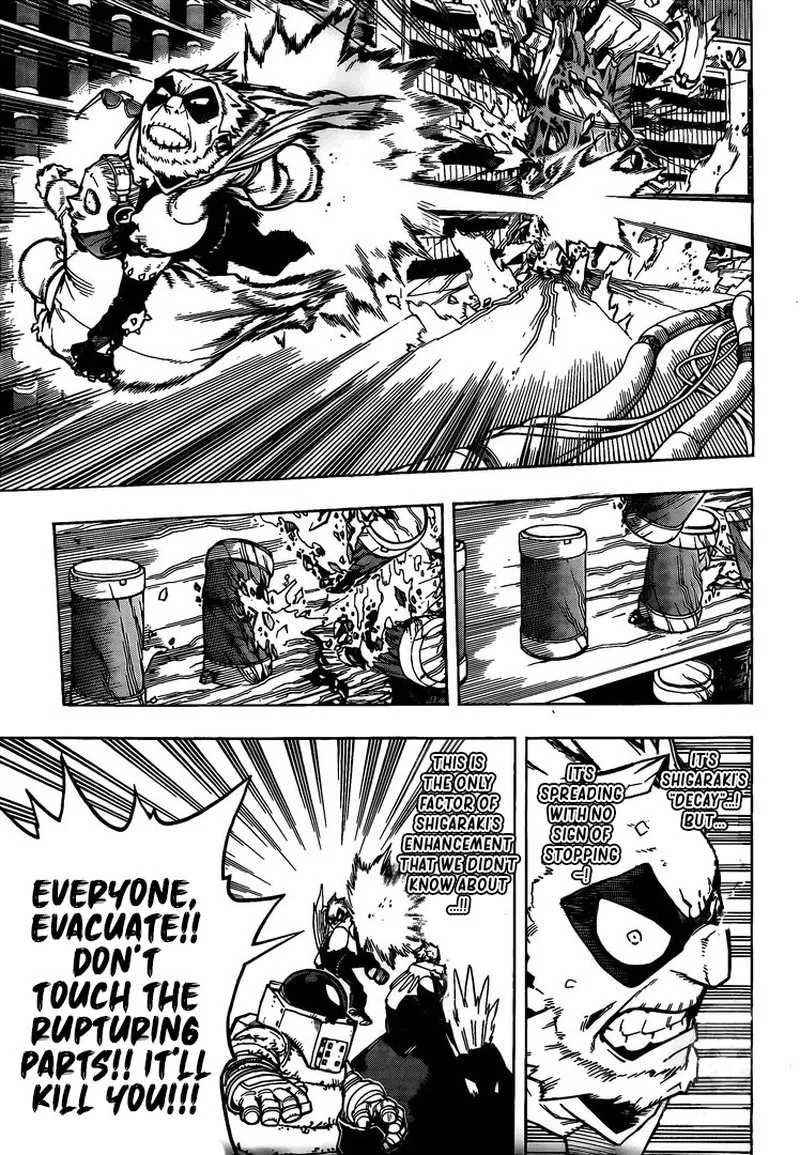 IT'S
SHIGARAKI'S
"DECAY"...!
BUT...
IT'S
SPREADING
WITH NO
SIGN OF
STOPPING
-!
THIS IS
THE ONLY
FACTOR OF
SHIGARAKI'S
ENHANCEMENT
THAT WE DIDN'T
KNOW ABOUT
...!!
EVERYONE,
EVACUATE!!
DON'T
TOUCH THE
RUPTURING
PARTS!! IT'LL
KILL YOU!!!